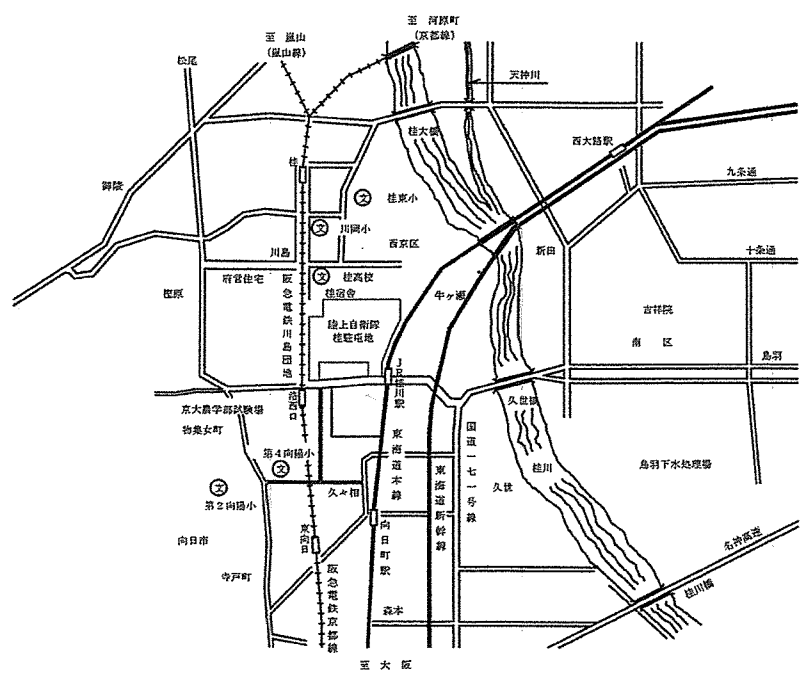 至 河原町
(京都線)
至 嵐山
(嵐山線)
松尾
天神川
桂大橋
西大路駅
桂
九条通
御陵
桂東小
川岡小
西京区
新田
十条通
川島
府営住宅
桂高校
桂宿舎
樫原
牛ヶ瀬
阪急電鉄川島団地
陸上自衛隊
桂駐屯地
吉祥院
南 区
鳥羽
JR桂川駅
洛西口
久世橋
京大農学部試験場
物集女町
東海道本線
国道一七一号線
第4向陽小
桂川
鳥羽下水処理場
東海道新幹線
久世
久々相
第2向陽小
向日市
東向日
向日町駅
名神高速
桂川橋
寺戸町
阪急電鉄京都線
森本
至 大 阪
文
文
文
文
文